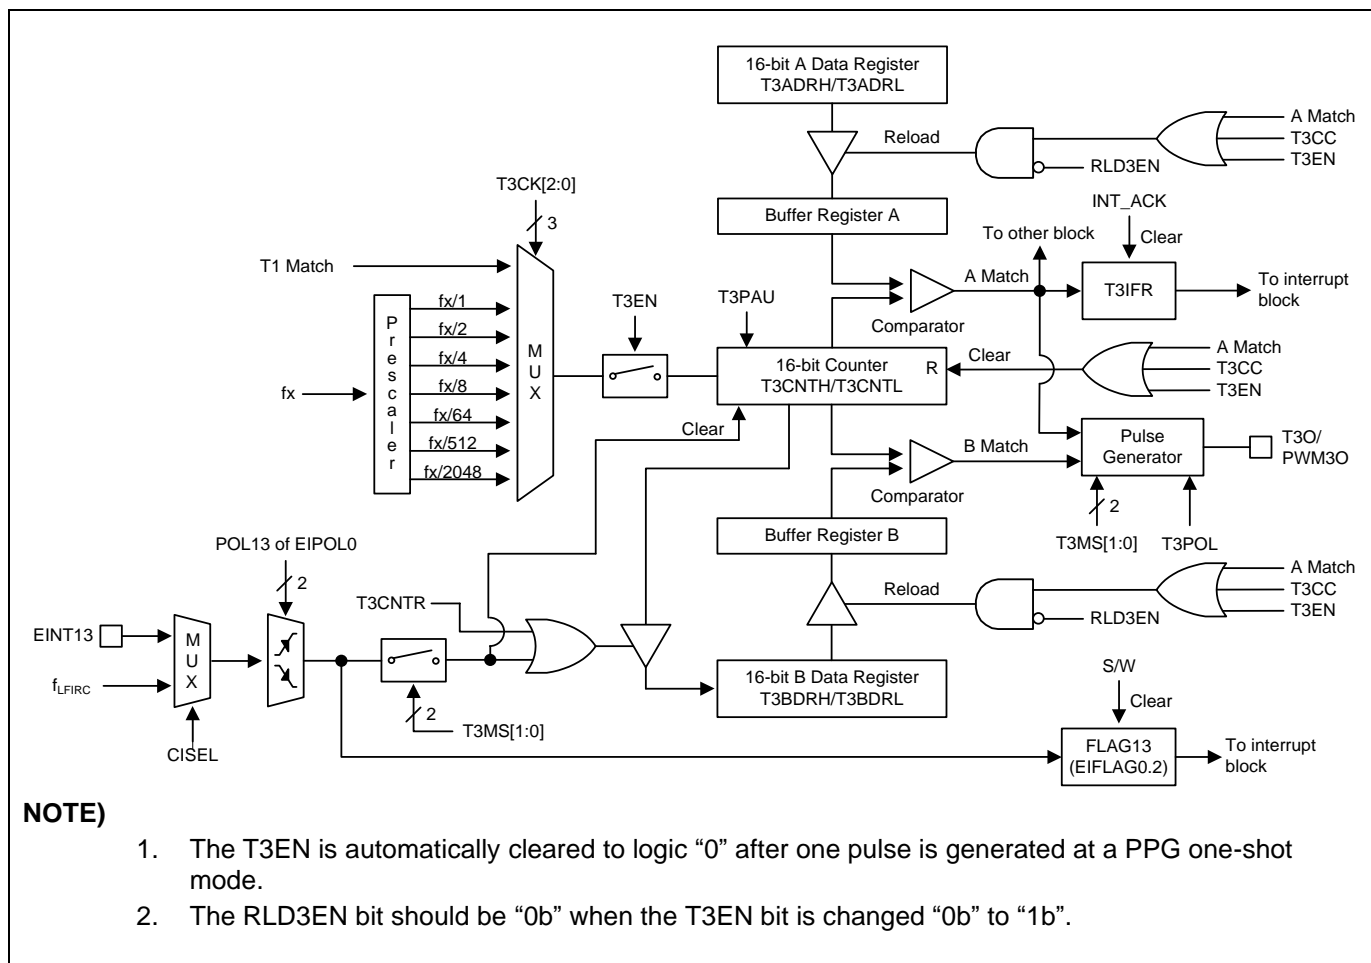 16-bit A Data Register
T3ADRH/T3ADRL
Reload
A Match
T3CC
T3EN
RLD3EN
T3CK[2:0]
3
Buffer Register A
INT_ACK
Clear
To other block
T1 Match
A Match
T3IFR
To interrupt
block
Comparator
fx
Prescaler
fx/1
fx/2
fx/4
fx/8
fx/64
fx/512
fx/2048
MUX
T3EN
T3PAU
16-bit Counter
T3CNTH/T3CNTL
R
Clear
A Match
T3CC
T3EN
Clear
B Match
Comparator
Pulse
Generator
T3O/
PWM3O
2
T3MS[1:0]
T3POL
Buffer Register B
POL13 of EIPOL0
2
T3CNTR
Reload
A Match
T3CC
T3EN
RLD3EN
EINT13
fLFIRC
MUX
CISEL
2
T3MS[1:0]
16-bit B Data Register
T3BDRH/T3BDRL
S/W
Clear
FLAG13
(EIFLAG0.2)
To interrupt
block
NOTE)
1. The T3EN is automatically cleared to logic “0” after one pulse is generated at a PPG one-shot
mode.
2. The RLD3EN bit should be “0b” when the T3EN bit is changed “0b” to “1b”.